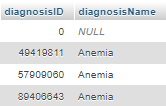 diagnosisID diagnosisName
0 NULL
49419811 Anemia
57909060 Anemia
89406643 Anemia